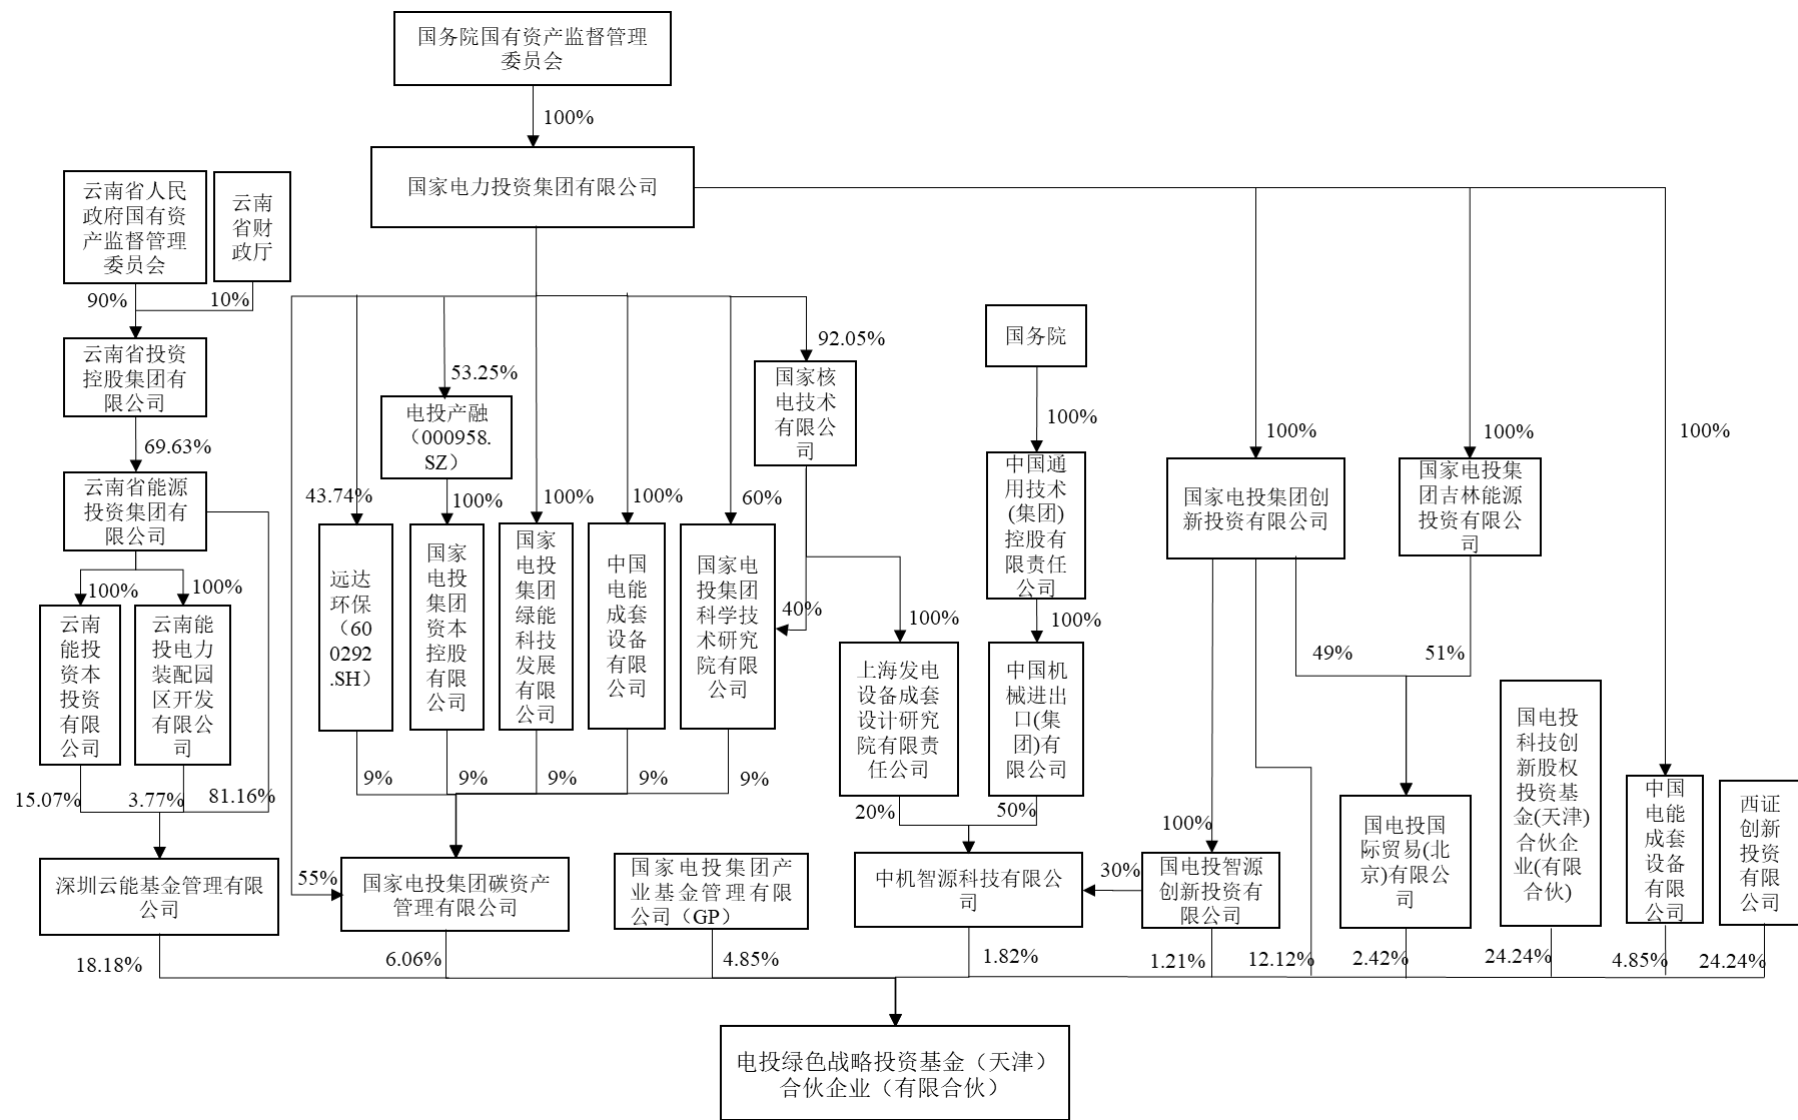 国务院国有资产监督管理
委员会
100%
国家电力投资集团有限公司
云南省人民
政府国有资
产监督管理
委员会
云南
省财
政厅
90%
10%
云南省投资
控股集团有
限公司
69.63%
云南省能源
投资集团有
限公司
100%
100%
云南
能投
资本
投资
有限
公司
云南能
投电力
装配园
区开发
有限公
司
15.07%
3.77%
81.16%
深圳云能基金管理有限
公司
18.18%
43.74%
远达
环保
（60
0292
.SH）
9%
53.25%
电投产融
（000958.
SZ）
100%
国家
电投
集团
资本
控股
有限
公司
9%
100%
国家
电投
集团
绿能
科技
发展
有限
公司
9%
100%
中国
电能
成套
设备
有限
公司
9%
60%
国家电
投集团
科学技
术研究
院有限
公司
9%
92.05%
国家核
电技术
有限公
司
40%
100%
上海发电
设备成套
设计研究
院有限责
任公司
20%
55%
国家电投集团碳资产
管理有限公司
6.06%
国家电投集团产
业基金管理有限
公司（GP）
4.85%
国务院
100%
中国通
用技术
(集团)
控股有
限责任
公司
100%
中国机
械进出
口(集
团)有
限公司
50%
中机智源科技有限公
司
1.82%
30%
100%
国家电投集团创
新投资有限公司
100%
国电投智源
创新投资有
限公司
1.21%
12.12%
100%
国家电投集
团吉林能源
投资有限公
司
49%
51%
国电投国
际贸易(北
京)有限公
司
2.42%
国电投
科技创
新股权
投资基
金(天津)
合伙企
业(有限
合伙)
24.24%
100%
中国
电能
成套
设备
有限
公司
4.85%
西证
创新
投资
有限
公司
24.24%
电投绿色战略投资基金（天津）
合伙企业（有限合伙）